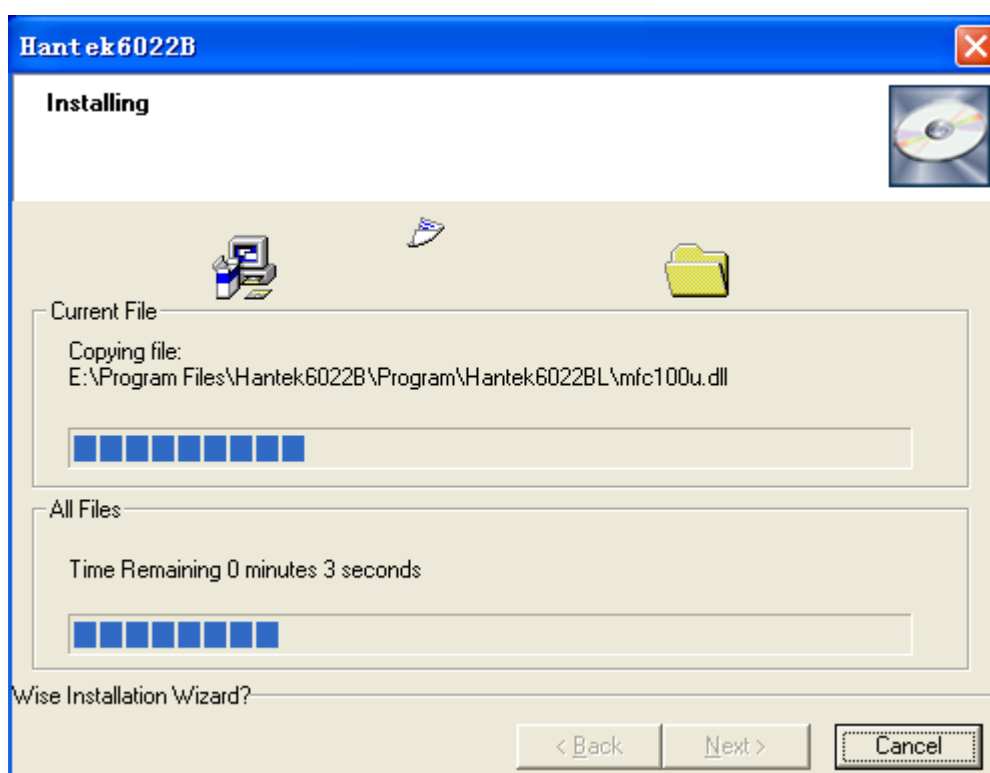 Hantek6022B
Installing
Current File
Copying file:
E:\Program Files\Hantek6022B\Program\Hantek6022BL\mfc100u.dll
All Files
Time Remaining 0 minutes 3 seconds
Wise Installation Wizard?
< Back Next > Cancel